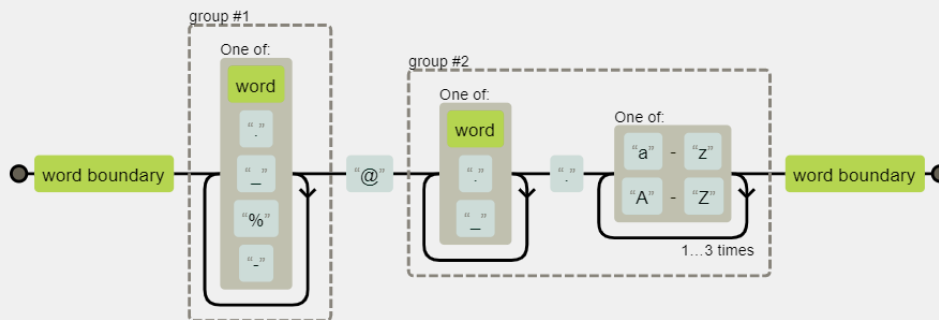 word boundary
group #1
One of:
word
“.”
“_”
“%”
“-”
“@”
group #2
One of:
word
“.”
“_”
“.”
One of:
“a” - “z”
“A” - “Z”
1…3 times
word boundary